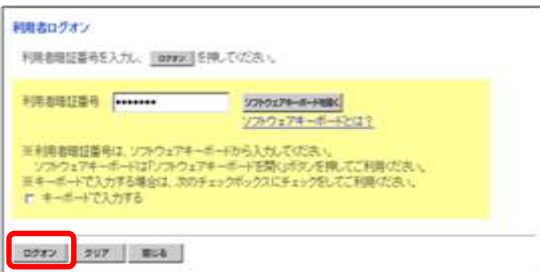 利用者ログオン
利用者暗証番号を入力し、 ログオン を押してください。
利用者暗証番号 ●●●●●●● ソフトウェアキーボードを開く
ソフトウェアキーボードとは？
※利用者暗証番号は、ソフトウェアキーボードから入力してください。
ソフトウェアキーボードは「ソフトウェアキーボードを開く」ボタンを押してご利用ください。
※キーボードで入力する場合は、次のチェックボックスにチェックをしてご利用ください。
キーボードで入力する
ログオン クリア 閉じる